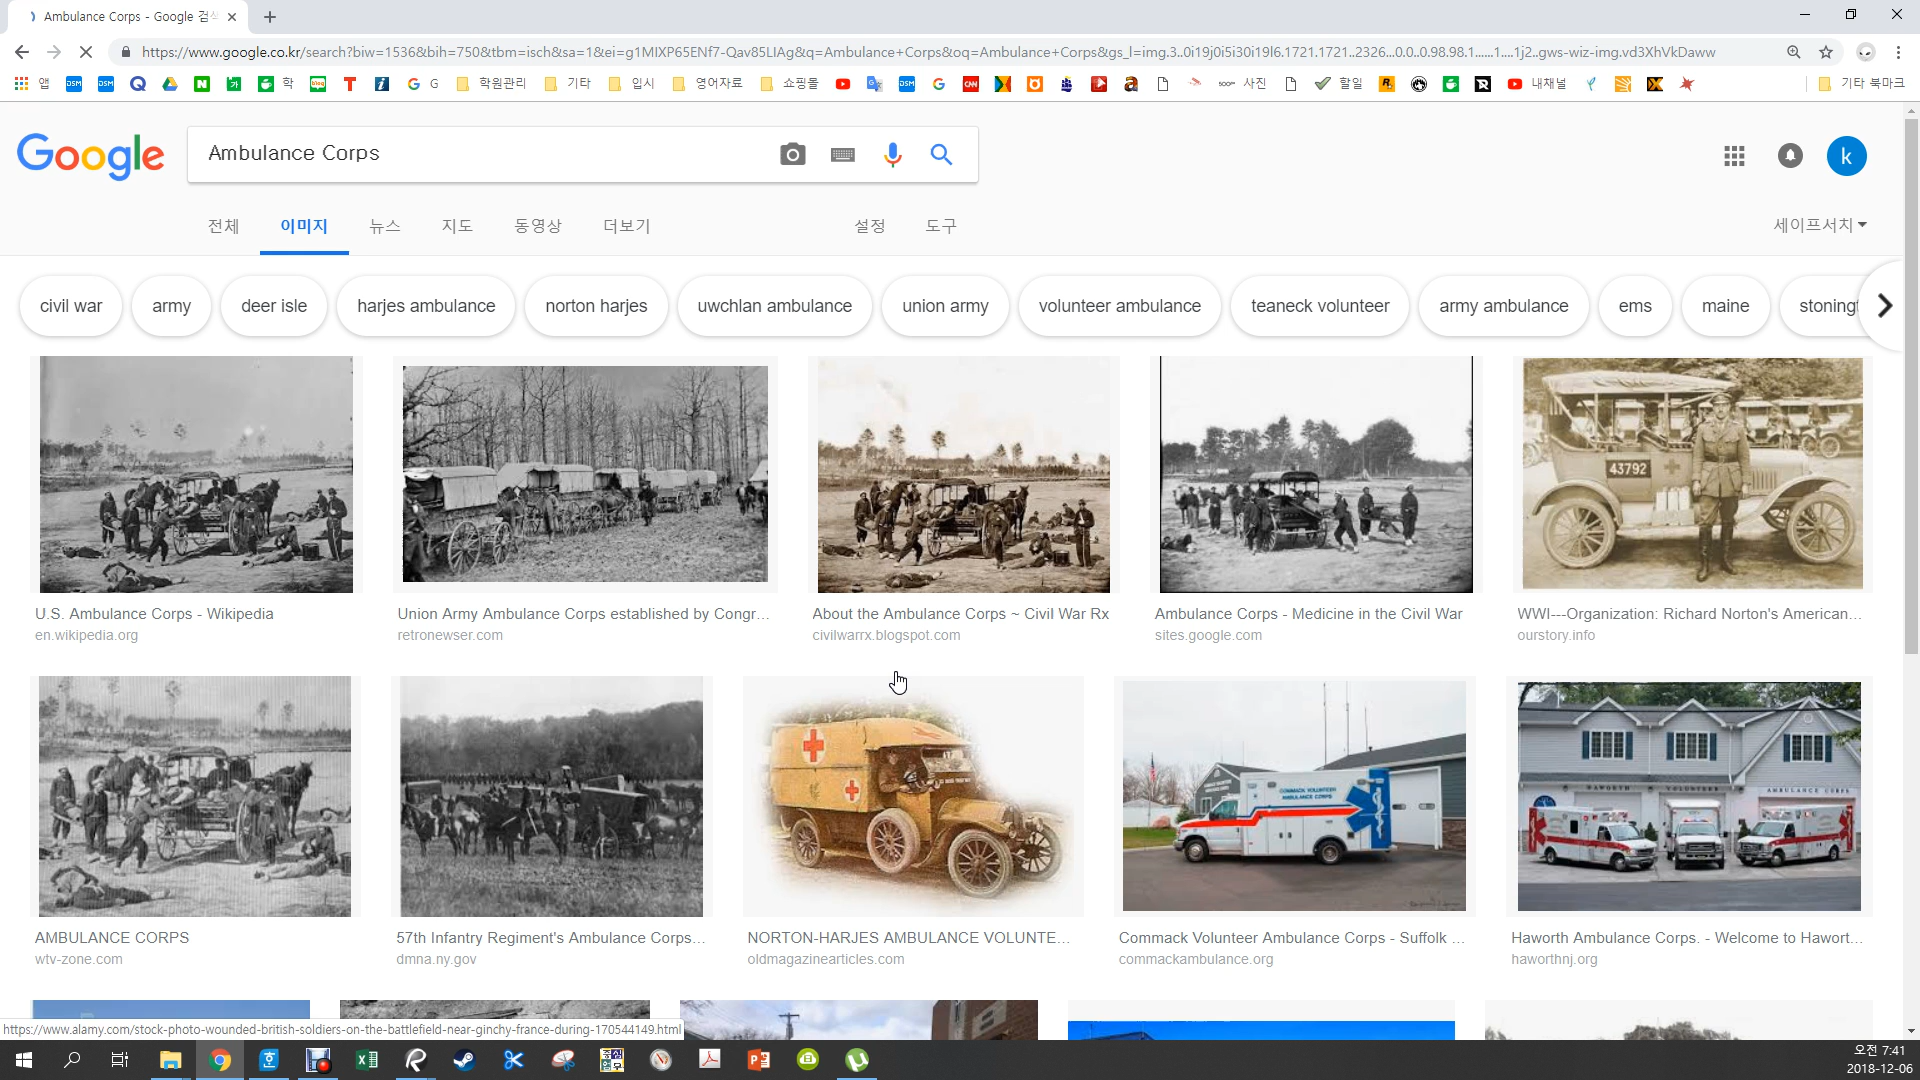 Ambulance Corps - Google 검색
https://www.google.co.kr/search?biw=1536&bih=750&tbm=isch&sa=1&ei=g1MIXP65ENf7-Qav85LIAg&q=Ambulance+Corps&oq=Ambulance+Corps&gs_l=img.3..0i19j0i5i30i19l6.1721.1721..2326...0.0..0.98.98.1......1....1j2..gws-wiz-img.vd3XhVkDaww
앱 학 G 학원관리 기타 입시 영어자료 쇼핑몰 사진 할일 내채널 기타 북마크
Google
Ambulance Corps
k
전체 이미지 뉴스 지도 동영상 더보기 설정 도구 세이프서치
civil war army deer isle harjes ambulance norton harjes uwchlan ambulance union army volunteer ambulance teaneck volunteer army ambulance ems maine
43792
U.S. Ambulance Corps - Wikipedia
en.wikipedia.org
Union Army Ambulance Corps established by Congr...
retronewser.com
About the Ambulance Corps ~ Civil War Rx
civilwarrx.blogspot.com
Ambulance Corps - Medicine in the Civil War
sites.google.com
WWI---Organization: Richard Norton's American...
ourstory.info
COMMACK VOLUNTEER
AMBULANCE CORPS
HAWORTH VOLUNTEER AMBULANCE CORPS
AMBULANCE CORPS
wtv-zone.com
57th Infantry Regiment's Ambulance Corps...
dmna.ny.gov
NORTON-HARJES AMBULANCE VOLUNTE...
oldmagazinearticles.com
Commack Volunteer Ambulance Corps - Suffolk ...
commackambulance.org
Haworth Ambulance Corps. - Welcome to Hawort...
haworthnj.org
https://www.alamy.com/stock-photo-wounded-british-soldiers-on-the-battlefield-near-ginchy-france-during-170544149.html
오전 7:41
2018-12-06